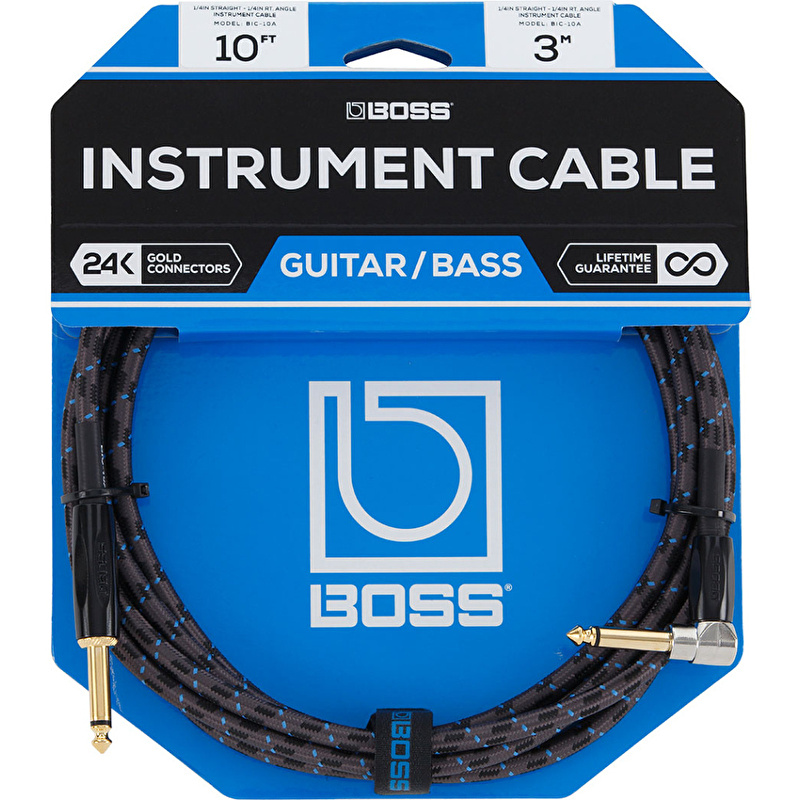 1/4IN STRAIGHT - 1/4IN RT. ANGLE
INSTRUMENT CABLE
MODEL: BIC-10A
10FT
1/4IN STRAIGHT - 1/4IN RT. ANGLE
INSTRUMENT CABLE
MODEL: BIC-10A
3M
BOSS®
INSTRUMENT CABLE
24K
GOLD
CONNECTORS
GUITAR/BASS
LIFETIME
GUARANTEE
BOSS®
BOSS